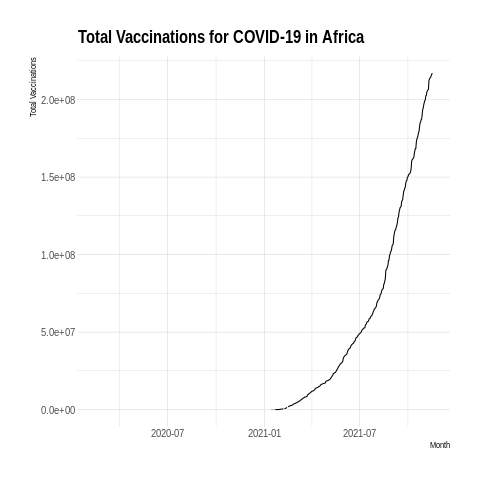 Total Vaccinations for COVID-19 in Africa
Total Vaccinations
2.0e+08
1.5e+08
1.0e+08
5.0e+07
0.0e+00
2020-07 2021-01 2021-07
Month